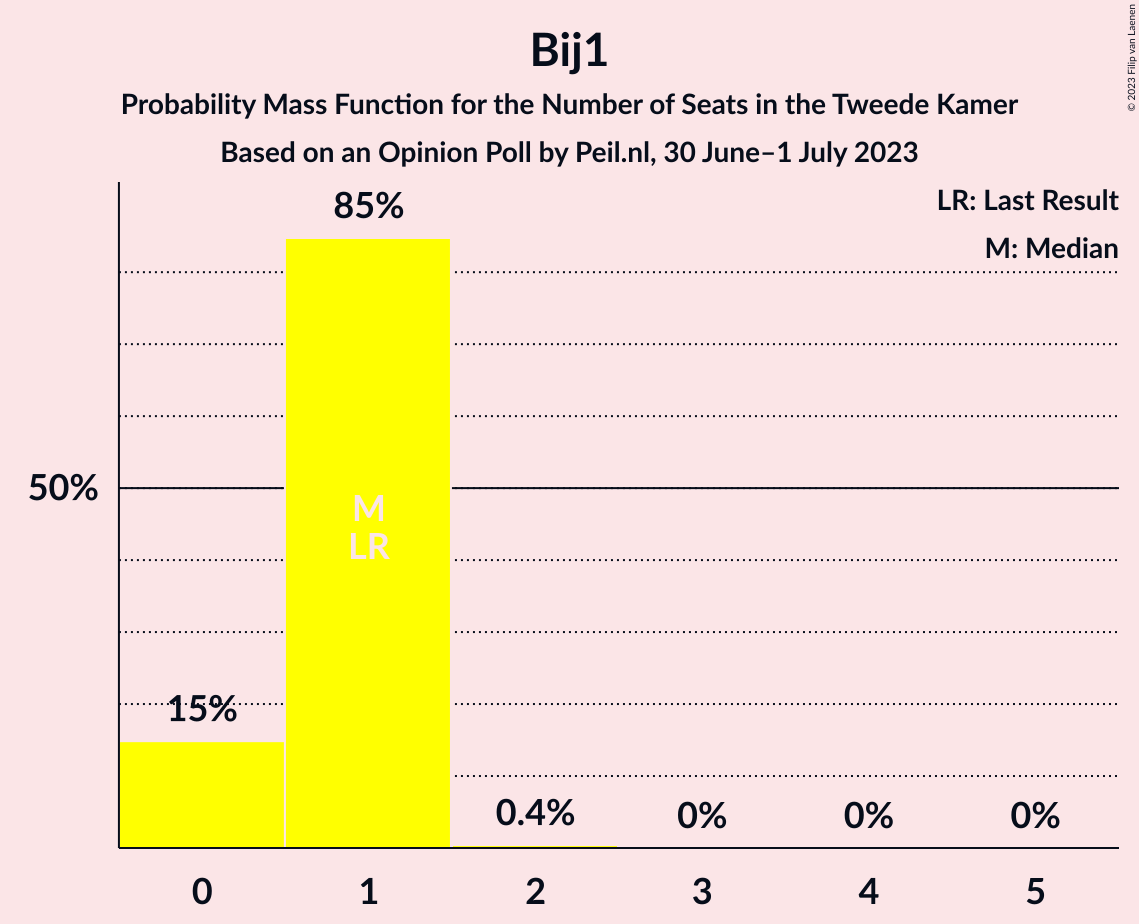 Bij1
Probability Mass Function for the Number of Seats in the Tweede Kamer
Based on an Opinion Poll by Peil.nl, 30 June–1 July 2023
© 2023 Filip van Laenen
LR: Last Result
M: Median
85%
50%
M
LR
15%
0.4%
0%
0%
0%
0
1
2
3
4
5